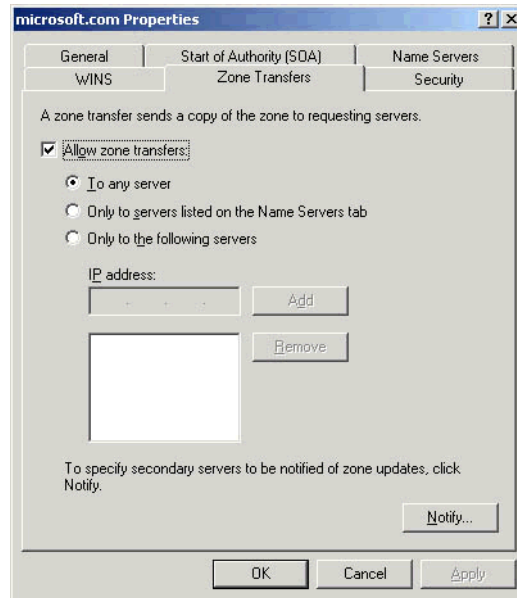 microsoft.com Properties
General Start of Authority (SOA) Name Servers
WINS Zone Transfers Security
A zone transfer sends a copy of the zone to requesting servers.
Allow zone transfers:
To any server
Only to servers listed on the Name Servers tab
Only to the following servers
IP address:
. . . Add
Remove
To specify secondary servers to be notified of zone updates, click
Notify.
Notify...
OK Cancel Apply